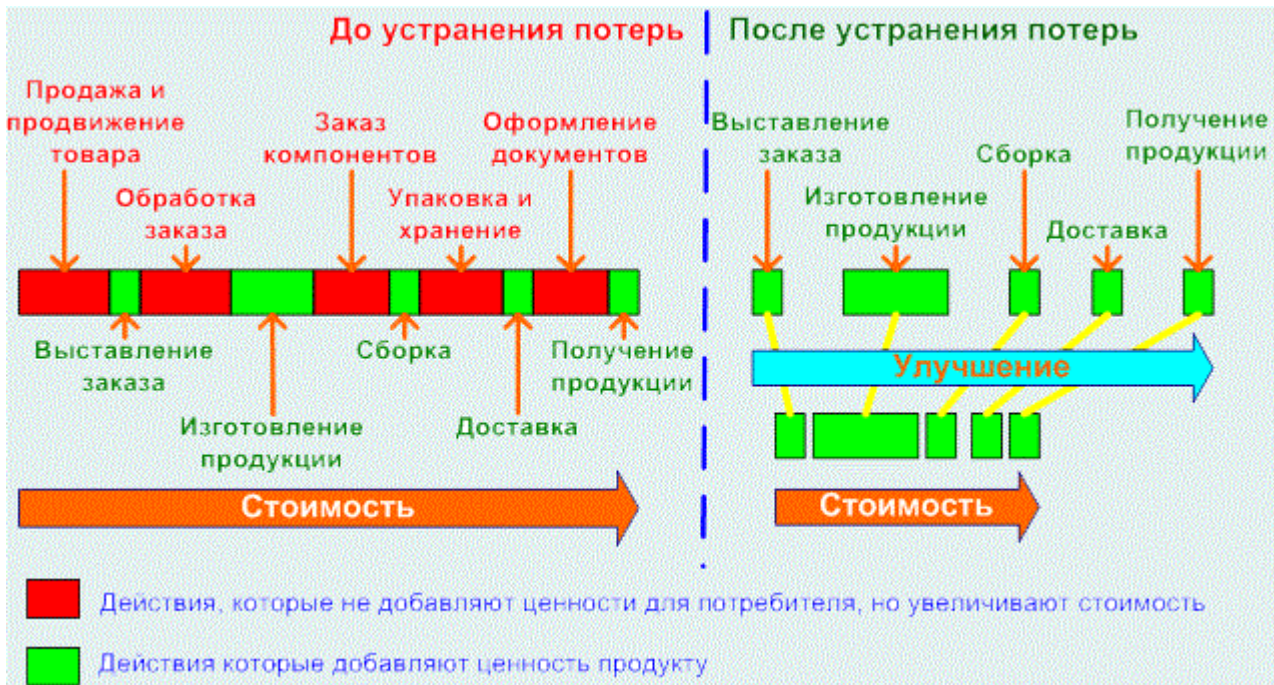 До устранения потерь
После устранения потерь
Продажа и
продвижение
товара
Заказ
компонентов
Оформление
документов
Обработка
заказа
Упаковка и
хранение
Выставление
заказа
Сборка
Получение
продукции
Изготовление
продукции
Доставка
Стоимость
Выставление
заказа
Изготовление
продукции
Сборка
Доставка
Получение
продукции
Улучшение
Стоимость
Действия, которые не добавляют ценности для потребителя, но увеличивают стоимость
Действия которые добавляют ценность продукту